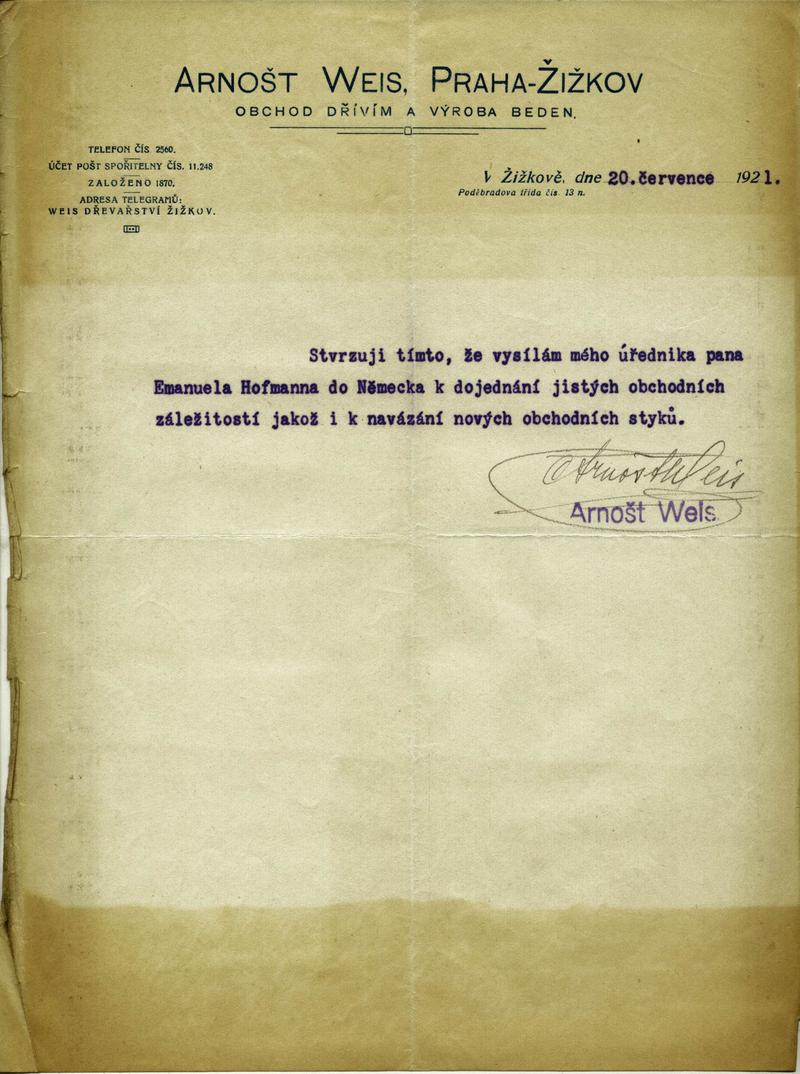 ARNOŠT WEIS, PRAHA-ŽIŽKOV
OBCHOD DŘÍVÍM A VÝROBA BEDEN.
TELEFON ČÍS. 2560.
ÚČET POŠT SPOŘITELNY ČÍS. 11.248
ZALOŽENO 1870.
ADRESA TELEGRAMŮ:
WEIS DŘEVAŘSTVÍ ŽIŽKOV.
V Žižkově, dne 20.července 1921.
Poděbradova třída čís. 13 n.
Stvrzuji tímto, že vysílám mého úředníka pana
Emanuela Hofmanna do Německa k dojednání jistých obchodních
záležitostí jakož i k navázání nových obchodních styků.
Arnošt Weis
Arnošt Weis